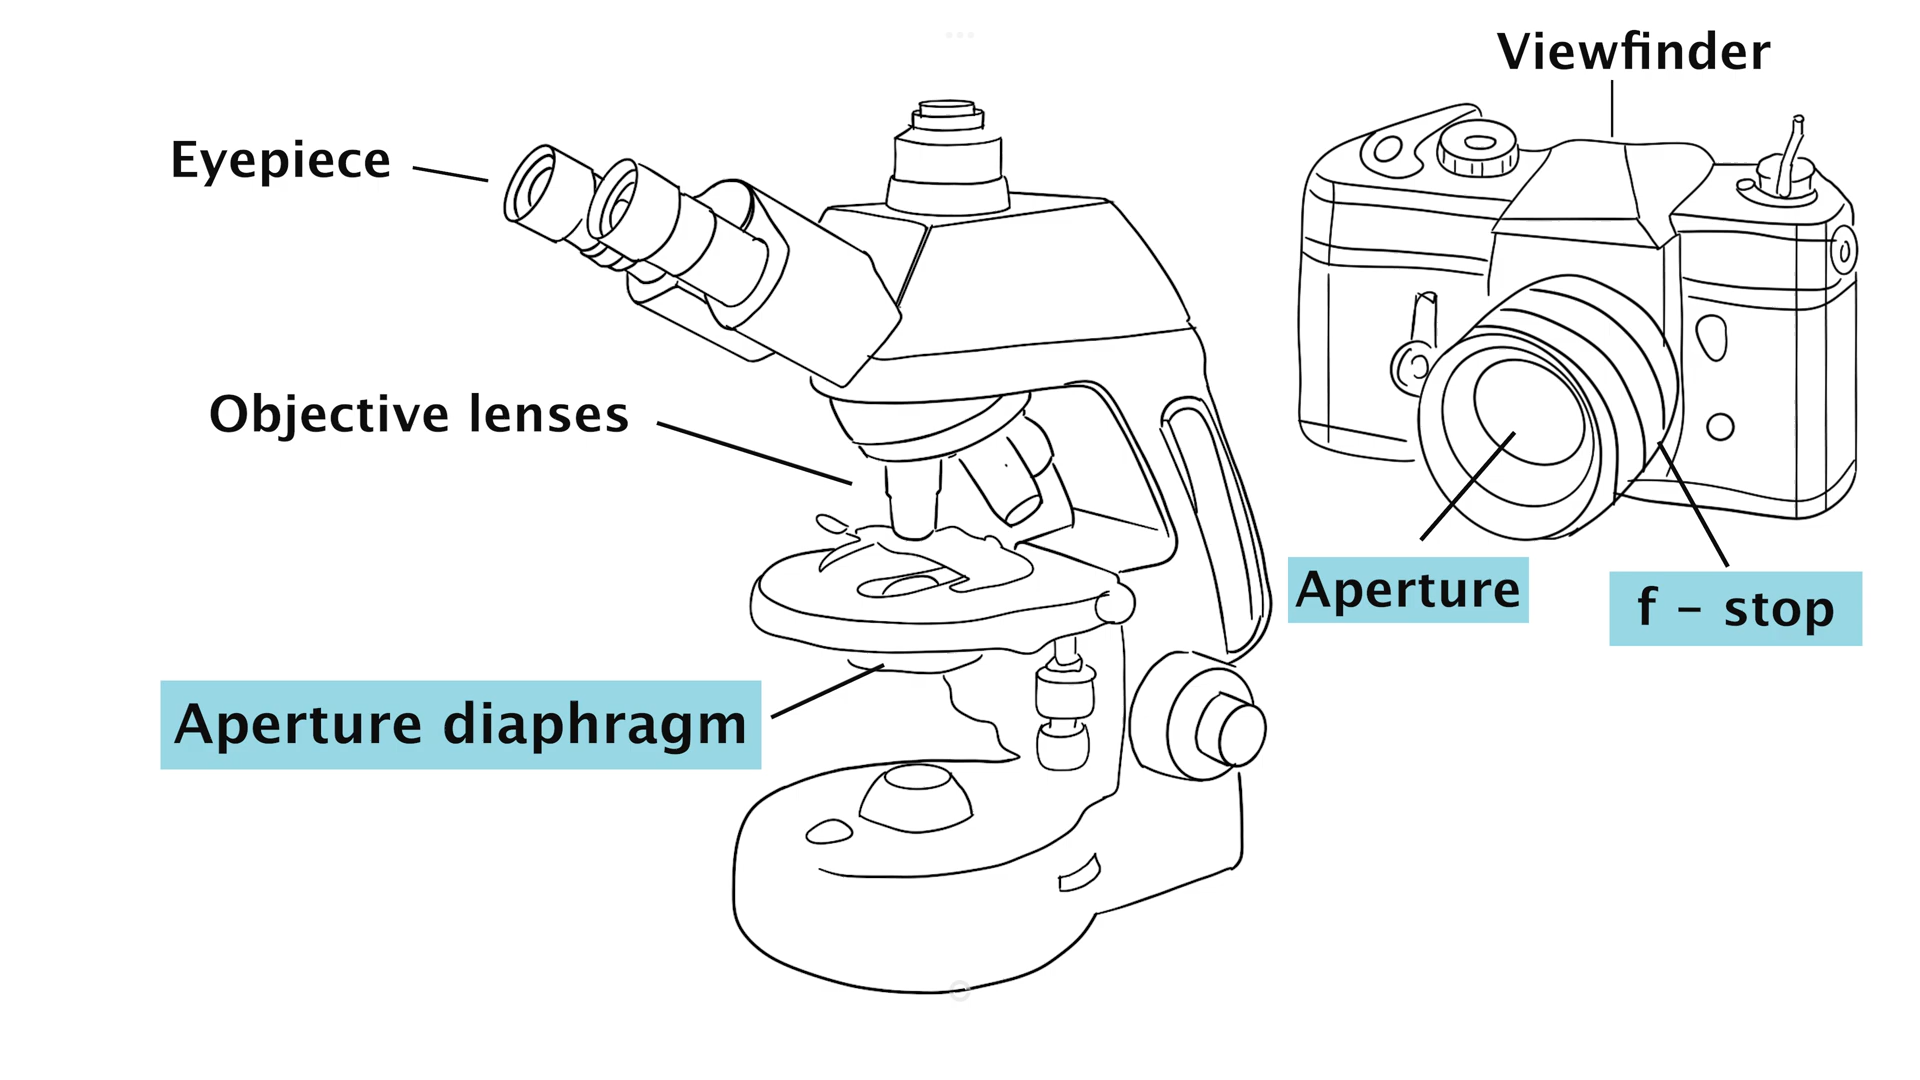 Viewfinder
Eyepiece
Objective lenses
Aperture
f – stop
Aperture diaphragm